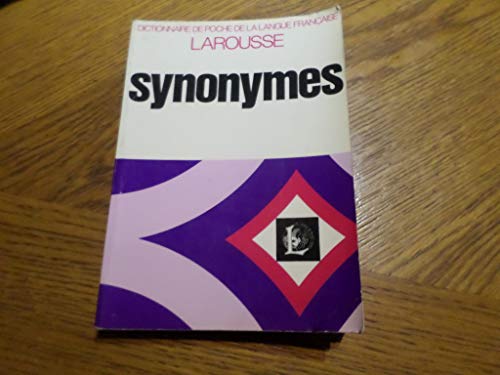 DICTIONNAIRE DE POCHE DE LA LANGUE FRANÇAISE
LAROUSSE
synonymes
L